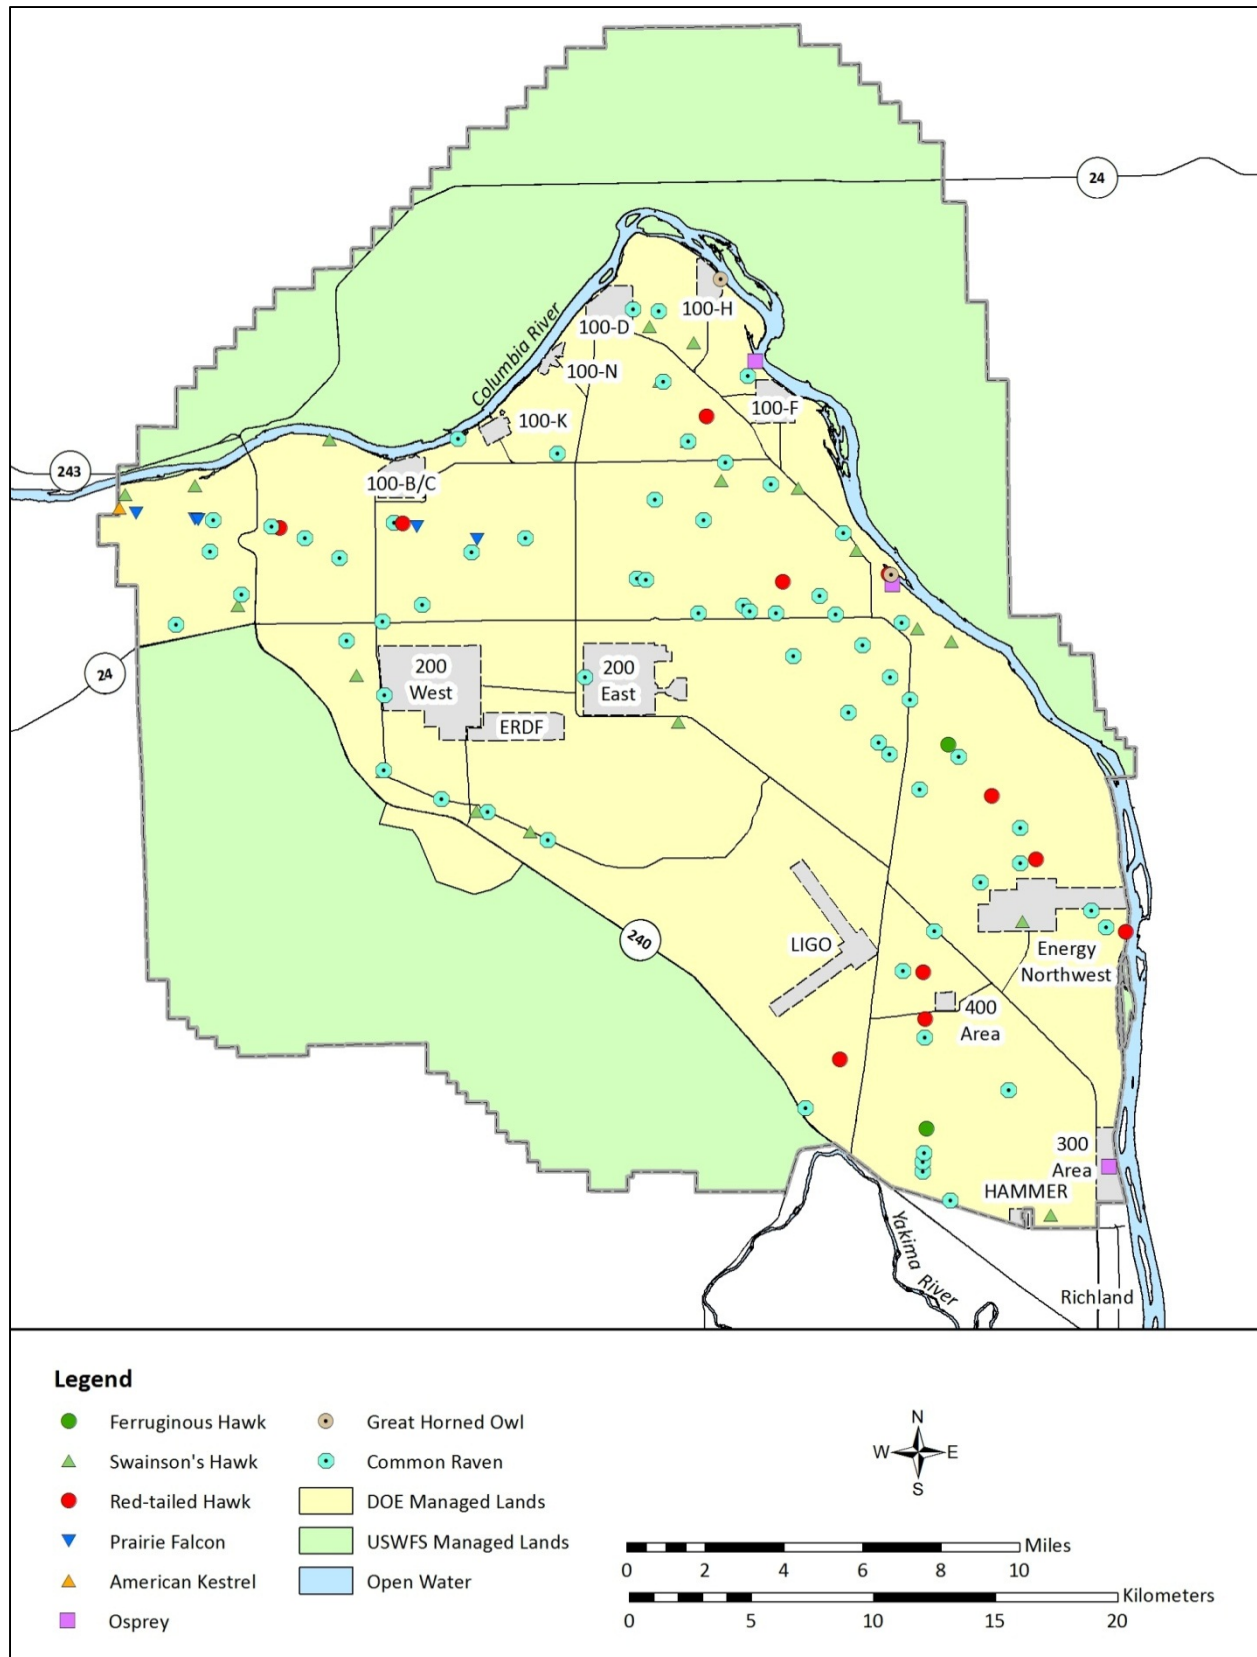 24
Columbia River
100-H
100-D
100-N
100-F
100-K
243
100-B/C
24
200
West
200
East
ERDF
240
LIGO
Energy
Northwest
400
Area
300
Area
HAMMER
Yakima
River
Richland
Legend
Ferruginous Hawk
Swainson's Hawk
Red-tailed Hawk
Prairie Falcon
American Kestrel
Osprey
Great Horned Owl
Common Raven
DOE Managed Lands
USWFS Managed Lands
Open Water
N
W E
S
Miles
0 2 4 6 8 10
Kilometers
0 5 10 15 20